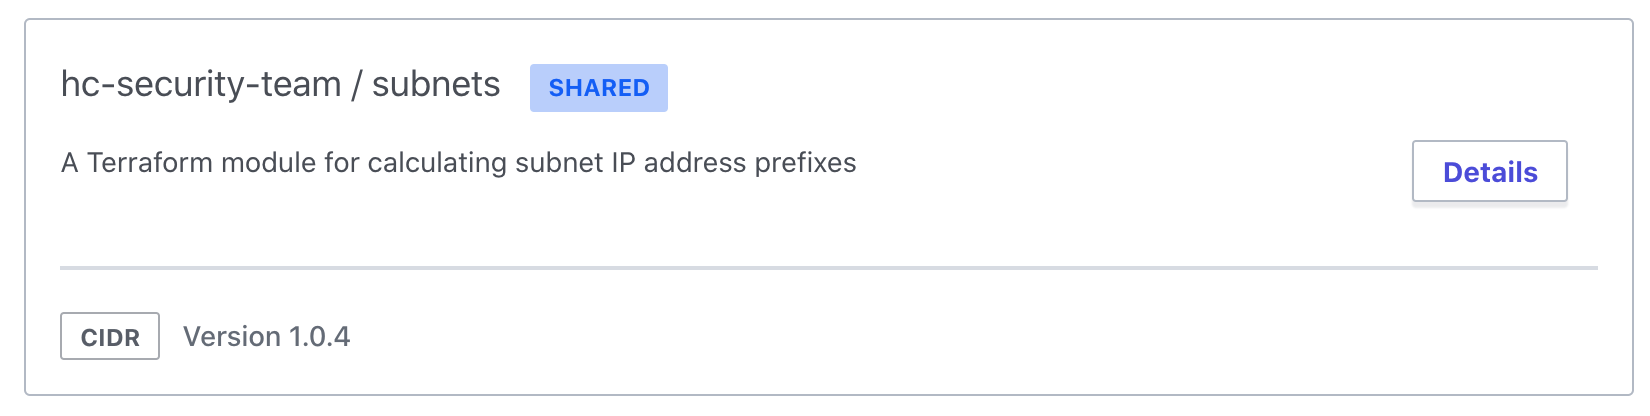 hc-security-team / subnets SHARED
A Terraform module for calculating subnet IP address prefixes
Details
CIDR Version 1.0.4